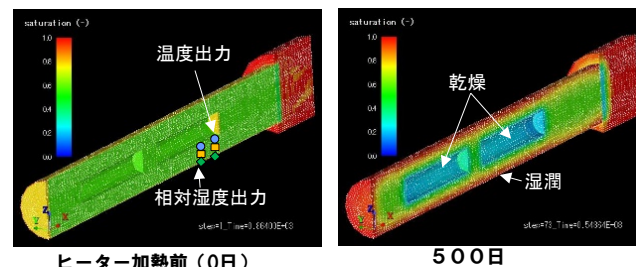 saturation (-)
1.0
0.8
0.6
0.4
0.2
0.0
温度出力
相対湿度出力
Z
Y
X
ヒーター加熱前（0日）
saturation (-)
1.0
0.8
0.6
0.4
0.2
0.0
乾燥
湿潤
Z
X
５００日